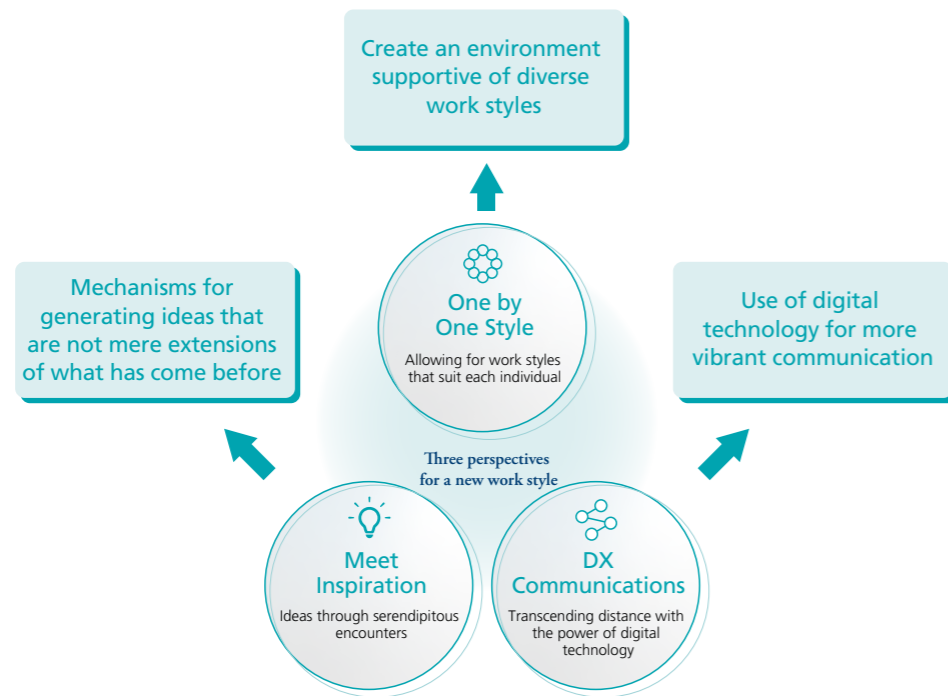 Create an environment
supportive of diverse
work styles
Mechanisms for
generating ideas that
are not mere extensions
of what has come before
One by
One Style
Allowing for work styles
that suit each individual
Use of digital
technology for more
vibrant communication
Three perspectives
for a new work style
Meet
Inspiration
Ideas through serendipitous
encounters
DX
Communications
Transcending distance with
the power of digital
technology